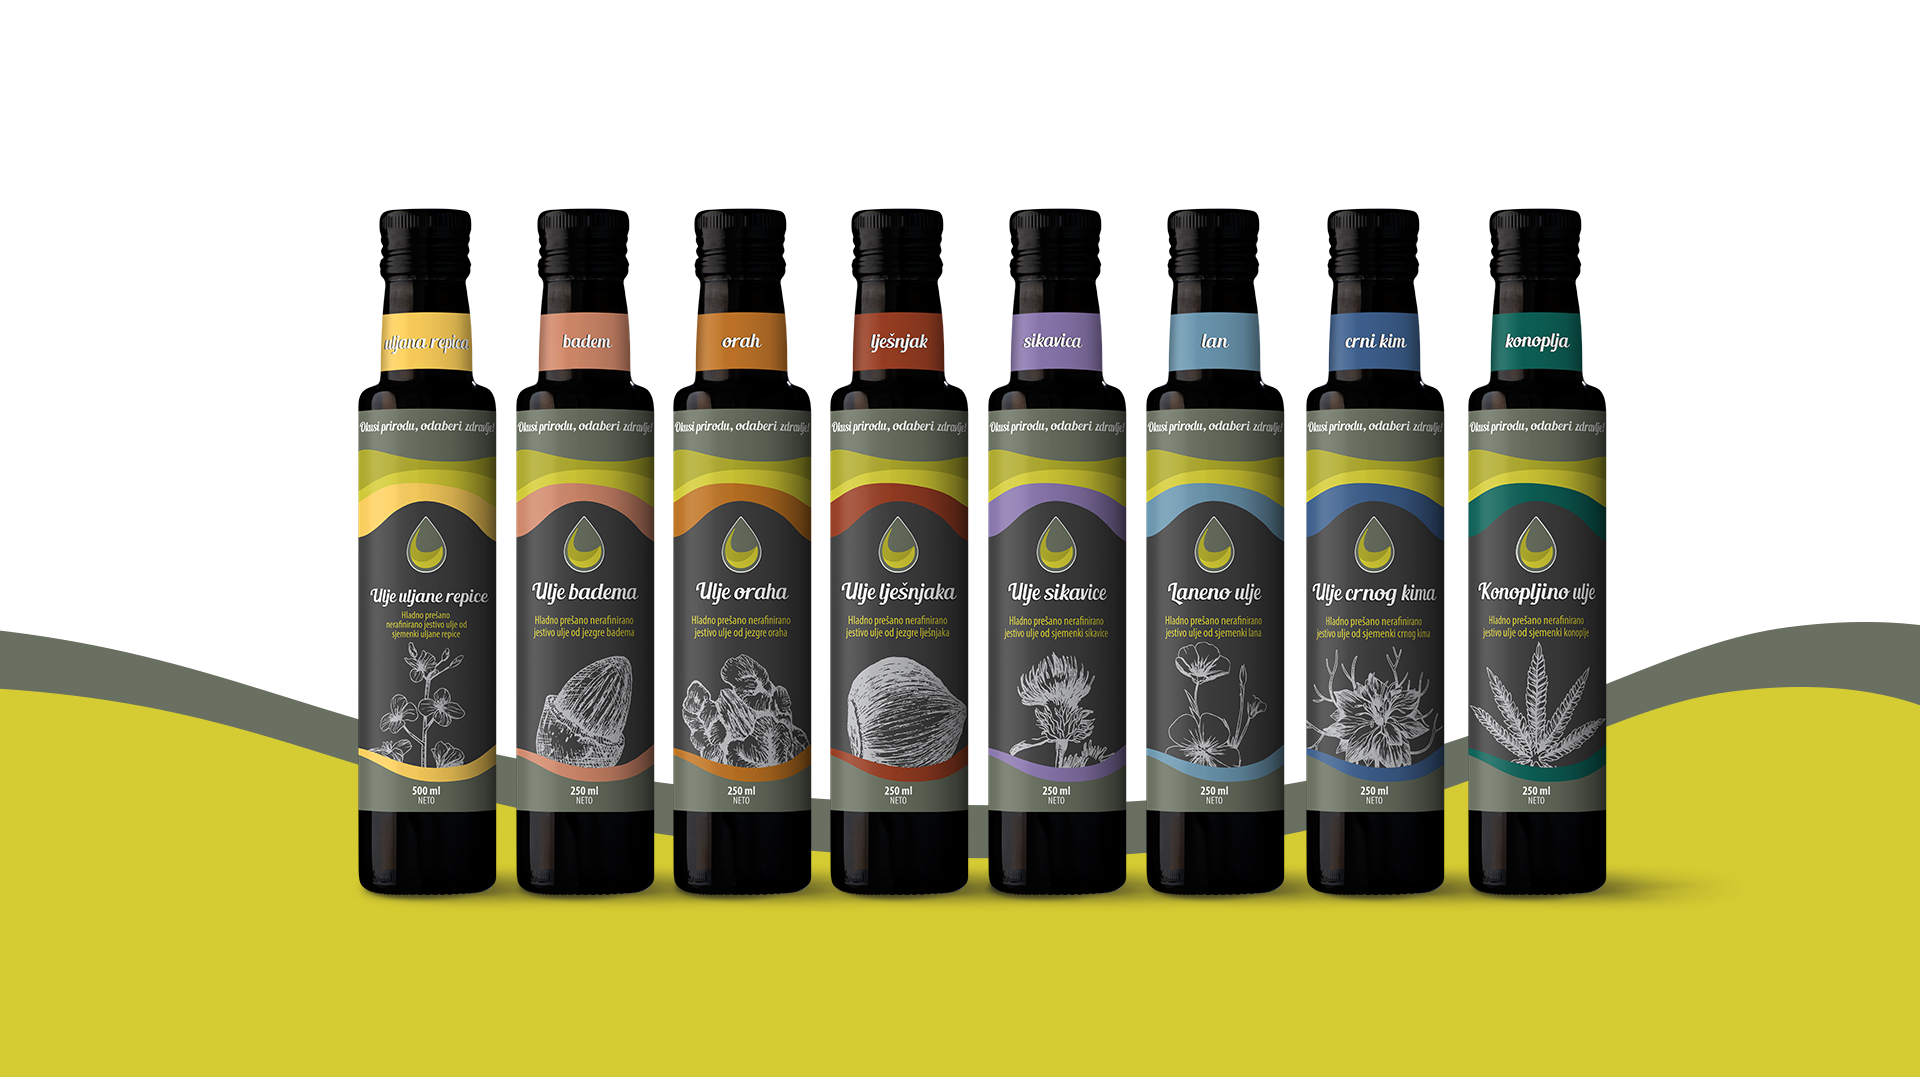 uljana repica
badem
orah
lješnjak
sikavica
lan
crni kim
konoplja
Okusi prirodu, odaberi zdravlje!
Okusi prirodu, odaberi zdravlje!
Okusi prirodu, odaberi zdravlje!
Okusi prirodu, odaberi zdravlje!
Okusi prirodu, odaberi zdravlje!
Okusi prirodu, odaberi zdravlje!
Okusi prirodu, odaberi zdravlje!
Okusi prirodu, odaberi zdravlje!
Ulje uljane repice
Hladno prešano
nerafinirano jestivo ulje od
sjemenki uljane repice
500 ml
NETO
Ulje badema
Hladno prešano nerafinirano
jestivo ulje od jezgre badema
250 ml
NETO
Ulje oraha
Hladno prešano nerafinirano
jestivo ulje od jezgre oraha
250 ml
NETO
Ulje lješnjaka
Hladno prešano nerafinirano
jestivo ulje od jezgre lješnjaka
250 ml
NETO
Ulje sikavice
Hladno prešano nerafinirano
jestivo ulje od sjemenki sikavice
250 ml
NETO
Laneno ulje
Hladno prešano nerafinirano
jestivo ulje od sjemenki lana
250 ml
NETO
Ulje crnog kima
Hladno prešano nerafinirano
jestivo ulje od sjemenki crnog kima
250 ml
NETO
Konopljino ulje
Hladno prešano nerafinirano
jestivo ulje od sjemenki konoplje
250 ml
NETO